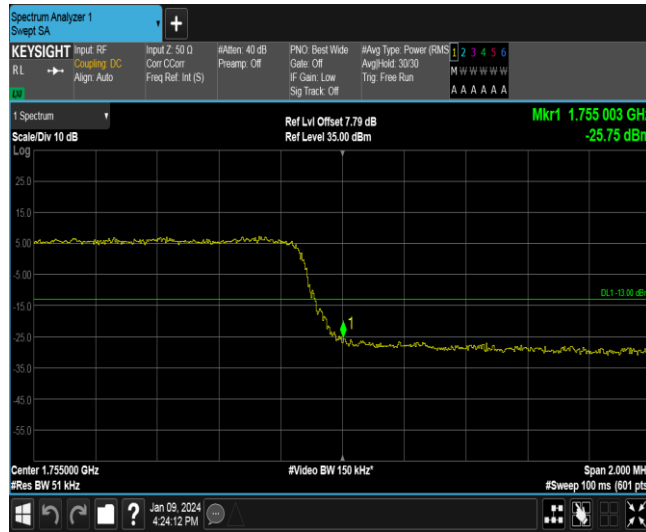 Spectrum Analyzer 1
Swept SA
+
KEYSIGHT
RL
LXI
Input: RF
Coupling: DC
Align: Auto
Input Z: 50 Ω
Corr CCorr
Freq Ref: Int (S)
#Atten: 40 dB
Preamp: Off
PNO: Best Wide
Gate: Off
IF Gain: Low
Sig Track: Off
#Avg Type: Power (RMS
Avg|Hold: 30/30
Trig: Free Run
1 2 3 4 5 6
M W W W W W
A A A A A A
1 Spectrum
Scale/Div 10 dB
Log
Ref Lvl Offset 7.79 dB
Ref Level 35.00 dBm
Mkr1 1.755 003 GHz
-25.75 dBm
25.0
15.0
5.00
-5.00
-15.0
-25.0
-35.0
-45.0
-55.0
DL1 -13.00 dBm
1
Center 1.755000 GHz
#Res BW 51 kHz
#Video BW 150 kHz*
Span 2.000 MH
#Sweep 100 ms (601 pts
?
Jan 09, 2024
4:24:12 PM